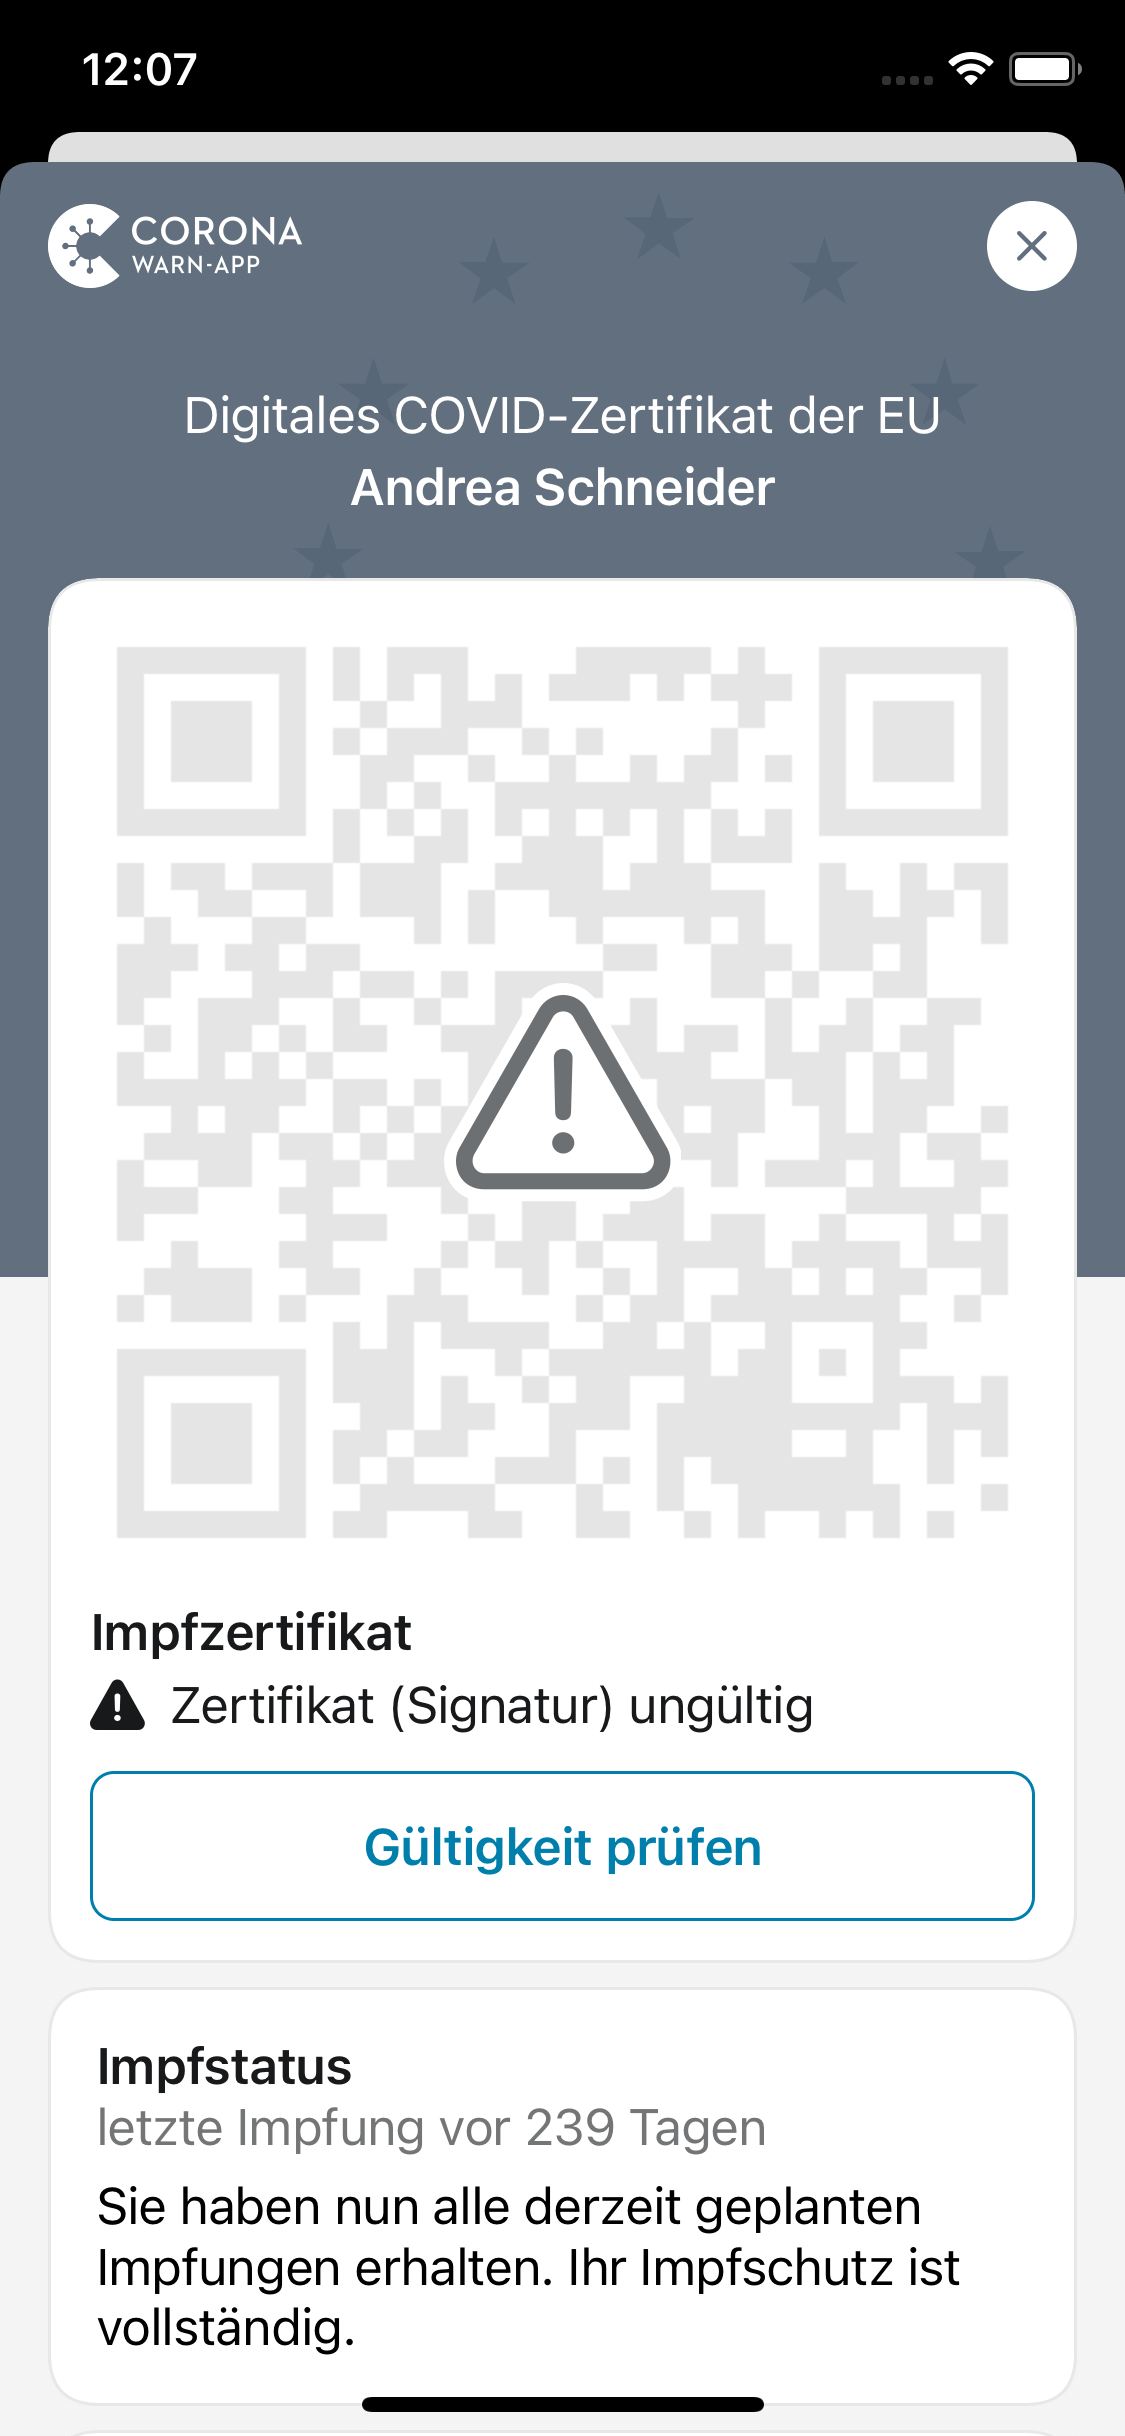 12:07
CORONA
WARN-APP
Digitales COVID-Zertifikat der EU
Andrea Schneider
Impfzertifikat
Zertifikat (Signatur) ungültig
Gültigkeit prüfen
Impfstatus
letzte Impfung vor 239 Tagen
Sie haben nun alle derzeit geplanten
Impfungen erhalten. Ihr Impfschutz ist
vollständig.